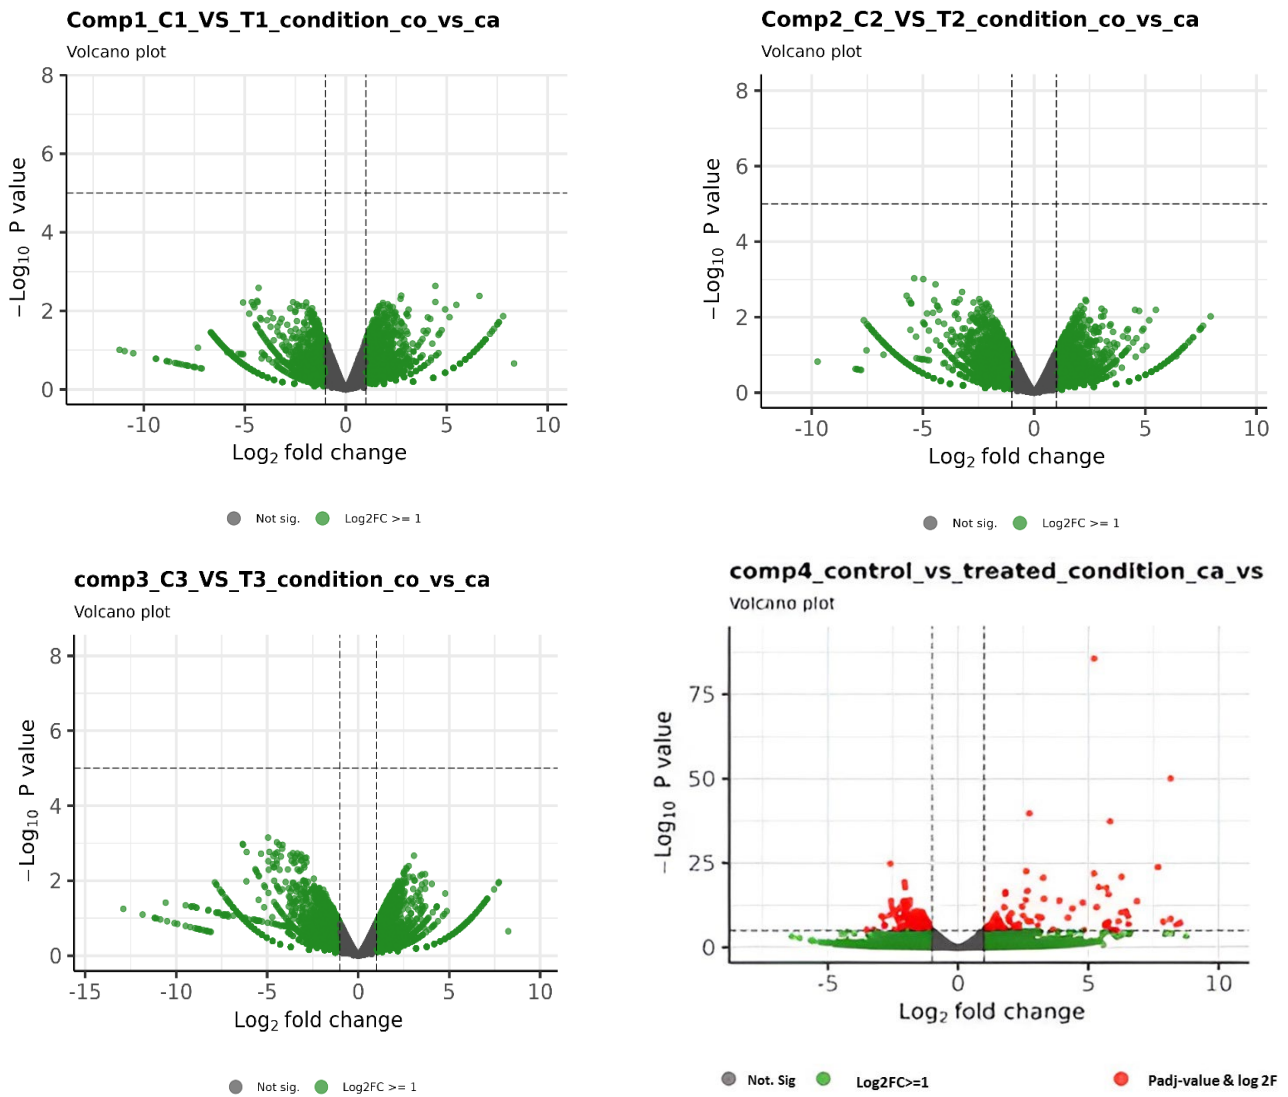 Comp1_C1_VS_T1_condition_co_vs_ca
Volcano plot
8
6
4
2
0
−Log10 P value
-10
-5
0
5
10
Log2 fold change
Not sig.
Log2FC >= 1
Comp2_C2_VS_T2_condition_co_vs_ca
Volcano plot
8
6
4
2
0
−Log10 P value
-10
-5
0
5
10
Log2 fold change
Not sig.
Log2FC >= 1
comp3_C3_VS_T3_condition_co_vs_ca
Volcano plot
8
6
4
2
0
−Log10 P value
-15
-10
-5
0
5
10
Log2 fold change
Not sig.
Log2FC >= 1
comp4_control_vs_treated_condition_ca_vs
Volcano plot
75
50
25
0
−Log10 P value
-5
0
5
10
Log2 fold change
Not. Sig
Log2FC>=1
Padj-value & log 2F